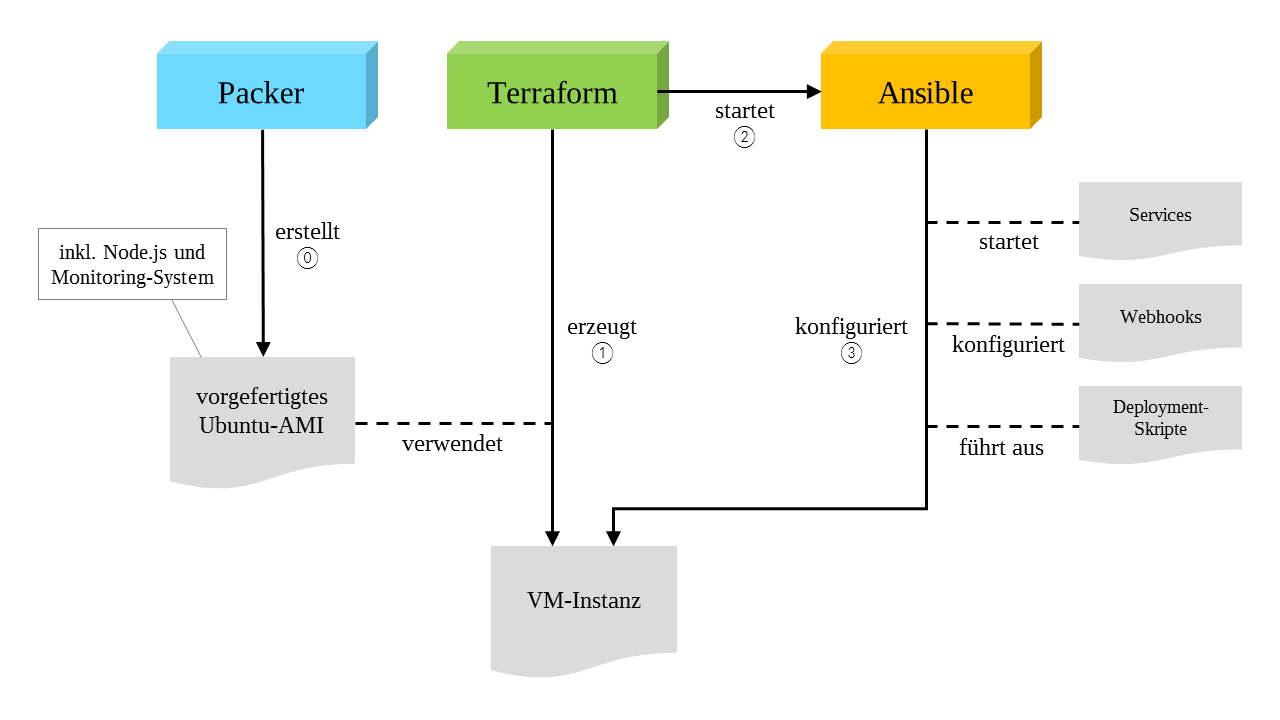 Packer
Terraform
Ansible
startet
②
erstellt
⓪
inkl. Node.js und
Monitoring-System
Services
startet
Webhooks
konfiguriert
erzeugt
①
konfiguriert
③
vorgefertigtes
Ubuntu-AMI
verwendet
Deployment-
Skripte
führt aus
VM-Instanz